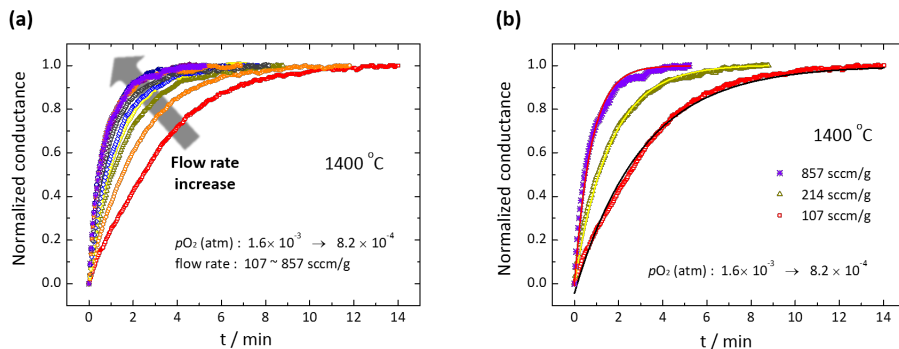 (a)
Normalized conductance
1.0
0.8
0.6
0.4
0.2
0.0
Flow rate
increase
1400 °C
pO₂ (atm) : 1.6× 10⁻³ → 8.2 × 10⁻⁴
flow rate : 107 ~ 857 sccm/g
0 2 4 6 8 10 12 14
t / min
(b)
Normalized conductance
1.0
0.8
0.6
0.4
0.2
0.0
1400 °C
857 sccm/g
214 sccm/g
107 sccm/g
pO₂ (atm) : 1.6× 10⁻³ → 8.2 × 10⁻⁴
0 2 4 6 8 10 12 14
t / min